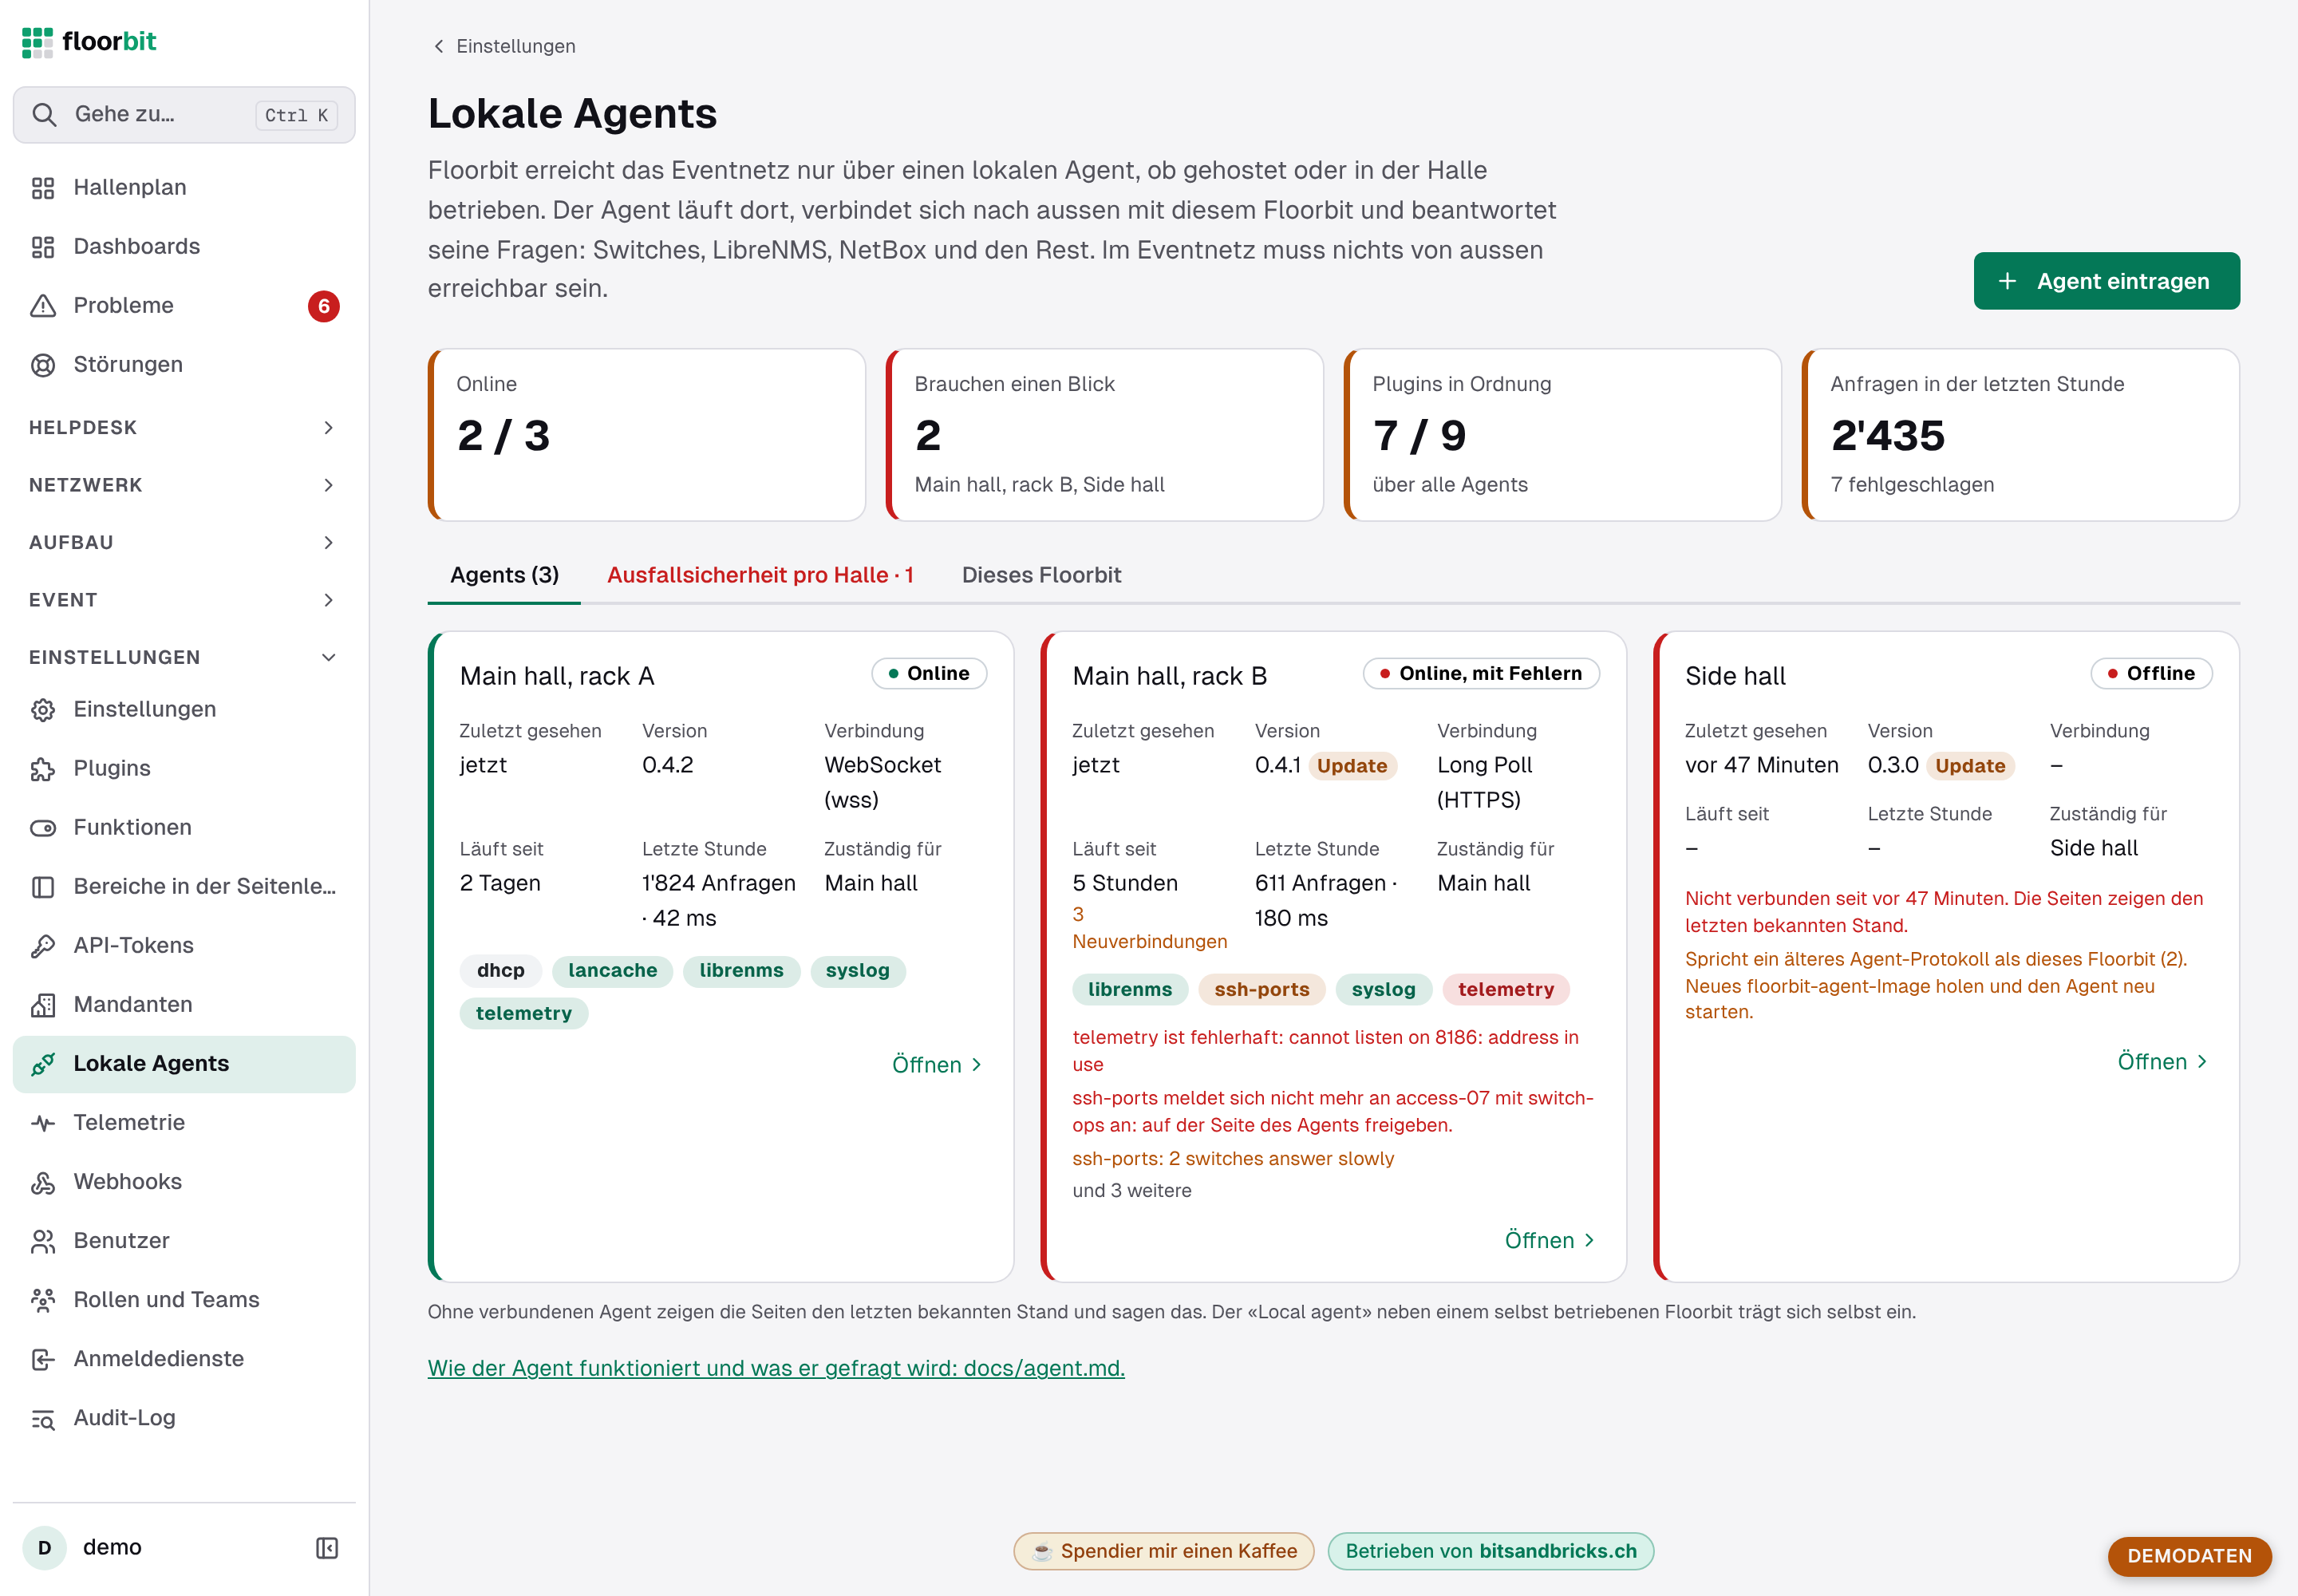 floorbit
Gehe zu...
Ctrl K
Hallenplan
Dashboards
Probleme
6
Störungen
HELPDESK
NETZWERK
AUFBAU
EVENT
EINSTELLUNGEN
Einstellungen
Plugins
Funktionen
Bereiche in der Seitenle...
API-Tokens
Mandanten
Lokale Agents
Telemetrie
Webhooks
Benutzer
Rollen und Teams
Anmeldedienste
Audit-Log
D
demo
Einstellungen
Lokale Agents
Floorbit erreicht das Eventnetz nur über einen lokalen Agent, ob gehostet oder in der Halle
betrieben. Der Agent läuft dort, verbindet sich nach aussen mit diesem Floorbit und beantwortet
seine Fragen: Switches, LibreNMS, NetBox und den Rest. Im Eventnetz muss nichts von aussen
erreichbar sein.
+ Agent eintragen
Online
2 / 3
Brauchen einen Blick
2
Main hall, rack B, Side hall
Plugins in Ordnung
7 / 9
über alle Agents
Anfragen in der letzten Stunde
2'435
7 fehlgeschlagen
Agents (3)
Ausfallsicherheit pro Halle · 1
Dieses Floorbit
Main hall, rack A
Online
Zuletzt gesehen
jetzt
Version
0.4.2
Verbindung
WebSocket
(wss)
Läuft seit
2 Tagen
Letzte Stunde
1'824 Anfragen
· 42 ms
Zuständig für
Main hall
dhcp
lancache
librenms
syslog
telemetry
Öffnen
Main hall, rack B
Online, mit Fehlern
Zuletzt gesehen
jetzt
Version
0.4.1 Update
Verbindung
Long Poll
(HTTPS)
Läuft seit
5 Stunden
3
Neuverbindungen
Letzte Stunde
611 Anfragen ·
180 ms
Zuständig für
Main hall
librenms
ssh-ports
syslog
telemetry
telemetry ist fehlerhaft: cannot listen on 8186: address in
use
ssh-ports meldet sich nicht mehr an access-07 mit switch-
ops an: auf der Seite des Agents freigeben.
ssh-ports: 2 switches answer slowly
und 3 weitere
Öffnen
Side hall
Offline
Zuletzt gesehen
vor 47 Minuten
Version
0.3.0 Update
Verbindung
–
Läuft seit
–
Letzte Stunde
–
Zuständig für
Side hall
Nicht verbunden seit vor 47 Minuten. Die Seiten zeigen den
letzten bekannten Stand.
Spricht ein älteres Agent-Protokoll als dieses Floorbit (2).
Neues floorbit-agent-Image holen und den Agent neu
starten.
Öffnen
Ohne verbundenen Agent zeigen die Seiten den letzten bekannten Stand und sagen das. Der «Local agent» neben einem selbst betriebenen Floorbit trägt sich selbst ein.
Wie der Agent funktioniert und was er gefragt wird: docs/agent.md.
Spendier mir einen Kaffee
Betrieben von bitsandbricks.ch
DEMODATEN